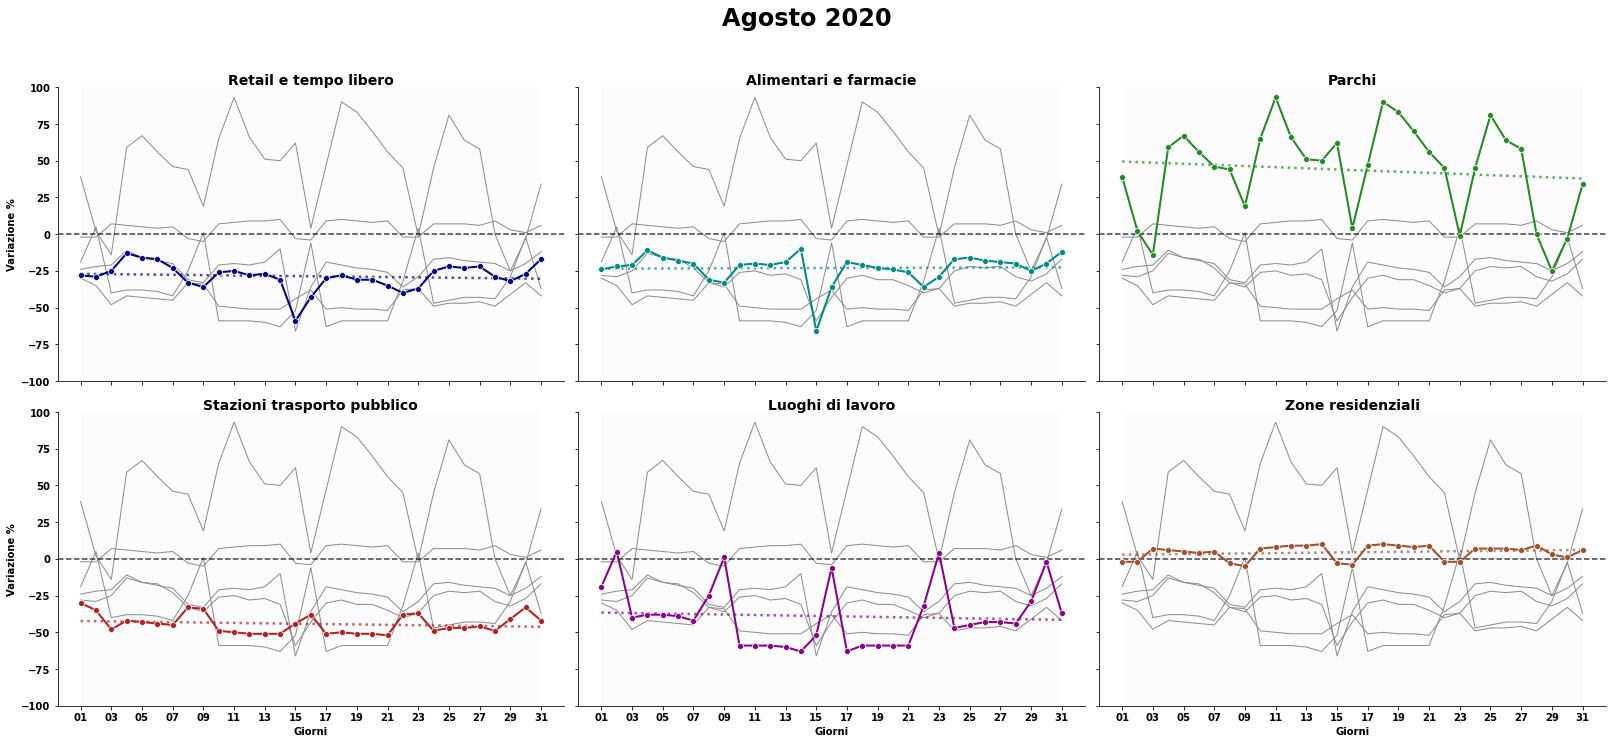 Agosto 2020
Retail e tempo libero
Alimentari e farmacie
Parchi
Variazione %
100
75
50
25
0
−25
−50
−75
−100
Stazioni trasporto pubblico
Luoghi di lavoro
Zone residenziali
Variazione %
100
75
50
25
0
−25
−50
−75
−100
01 03 05 07 09 11 13 15 17 19 21 23 25 27 29 31
01 03 05 07 09 11 13 15 17 19 21 23 25 27 29 31
01 03 05 07 09 11 13 15 17 19 21 23 25 27 29 31
Giorni
Giorni
Giorni